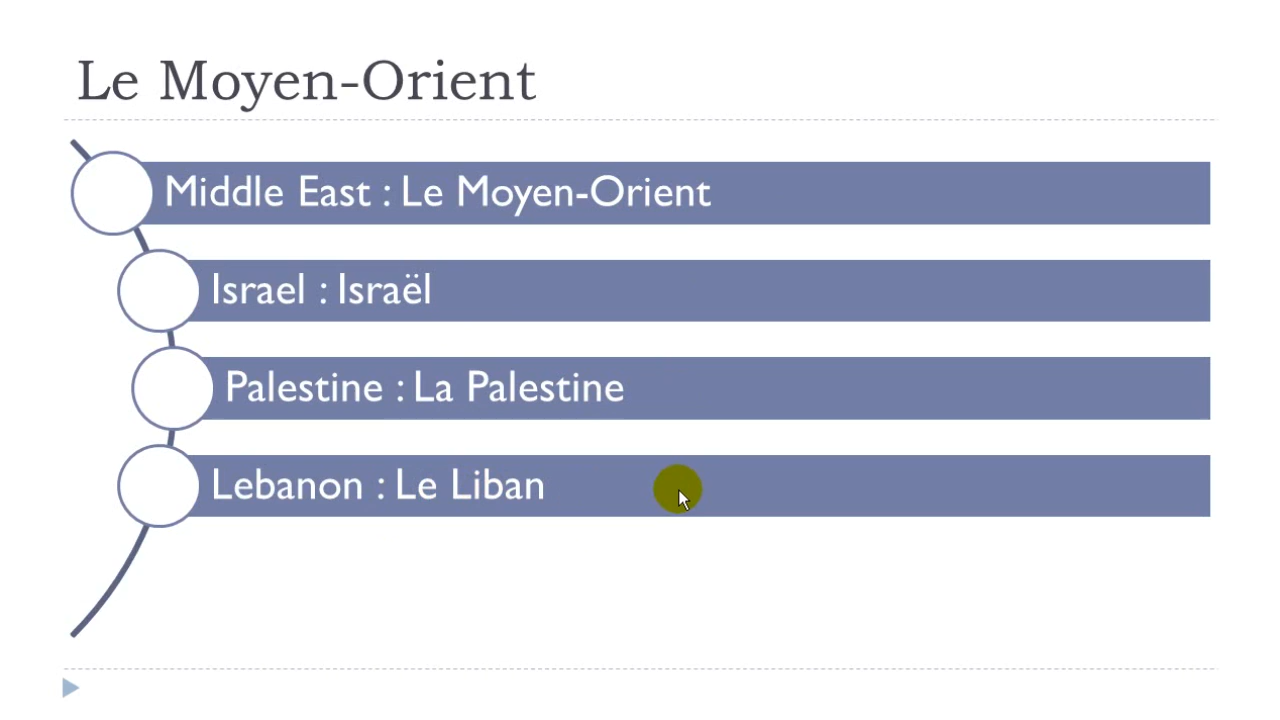 Le Moyen-Orient
Middle East : Le Moyen-Orient
Israel : Israël
Palestine : La Palestine
Lebanon : Le Liban